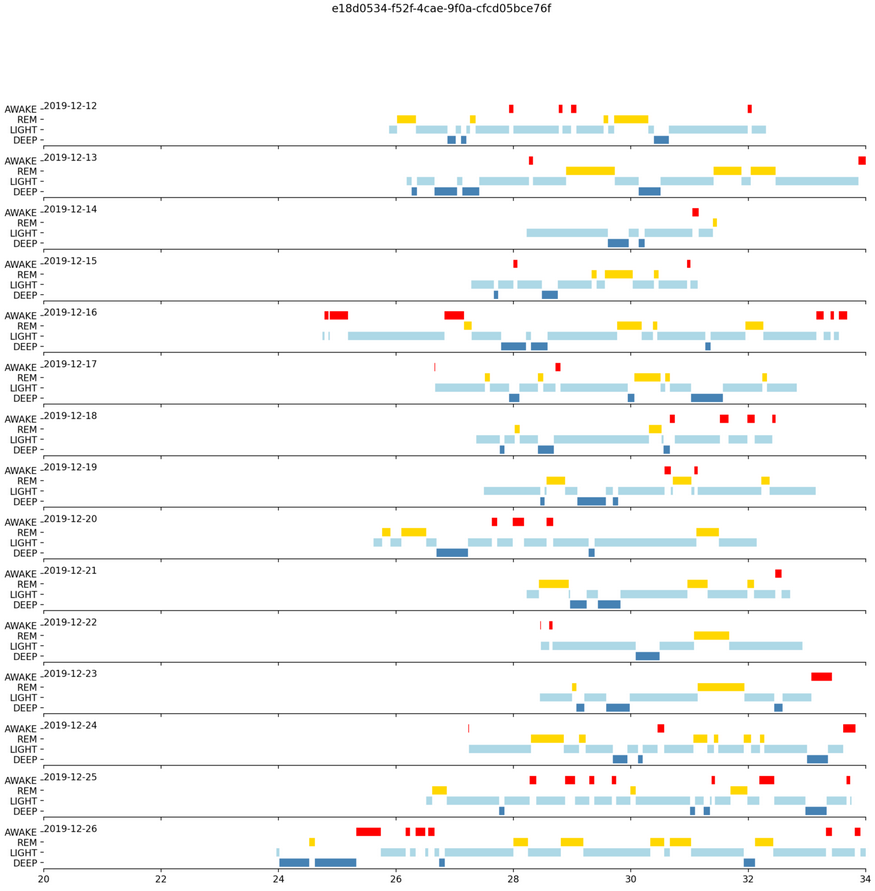 e18d0534-f52f-4cae-9f0a-cfcd05bce76f
2019-12-12
AWAKE
REM
LIGHT
DEEP
2019-12-13
AWAKE
REM
LIGHT
DEEP
2019-12-14
AWAKE
REM
LIGHT
DEEP
2019-12-15
AWAKE
REM
LIGHT
DEEP
2019-12-16
AWAKE
REM
LIGHT
DEEP
2019-12-17
AWAKE
REM
LIGHT
DEEP
2019-12-18
AWAKE
REM
LIGHT
DEEP
2019-12-19
AWAKE
REM
LIGHT
DEEP
2019-12-20
AWAKE
REM
LIGHT
DEEP
2019-12-21
AWAKE
REM
LIGHT
DEEP
2019-12-22
AWAKE
REM
LIGHT
DEEP
2019-12-23
AWAKE
REM
LIGHT
DEEP
2019-12-24
AWAKE
REM
LIGHT
DEEP
2019-12-25
AWAKE
REM
LIGHT
DEEP
2019-12-26
AWAKE
REM
LIGHT
DEEP
20 22 24 26 28 30 32 34